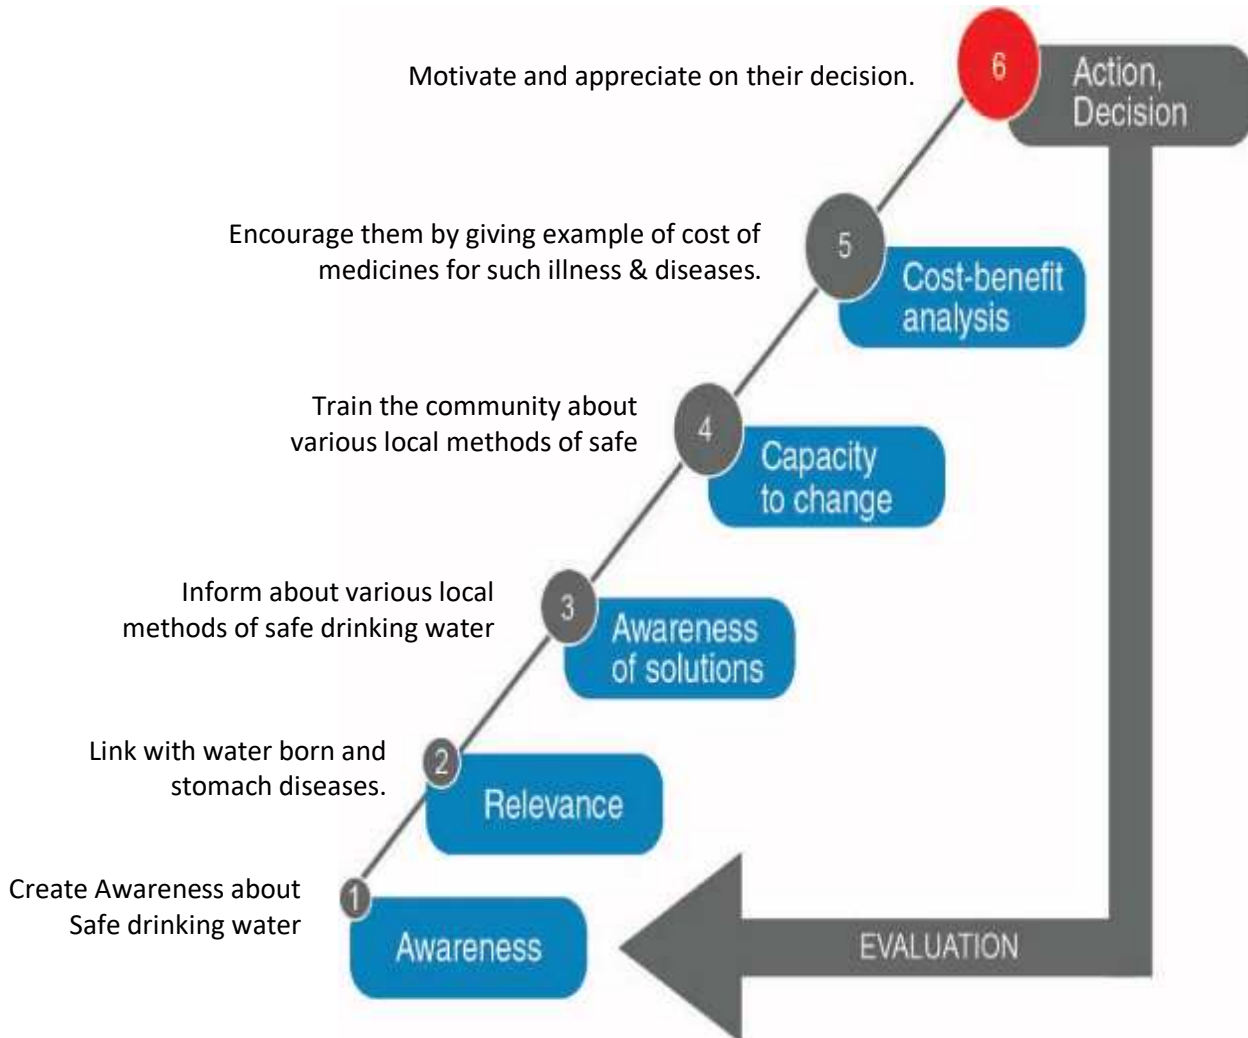 Motivate and appreciate on their decision.
6
Action,
Decision
Encourage them by giving example of cost of
medicines for such illness & diseases.
5
Cost-benefit
analysis
Train the community about
various local methods of safe
4
Capacity
to change
Inform about various local
methods of safe drinking water
3
Awareness
of solutions
Link with water born and
stomach diseases.
2
Relevance
Create Awareness about
Safe drinking water
1
Awareness
EVALUATION